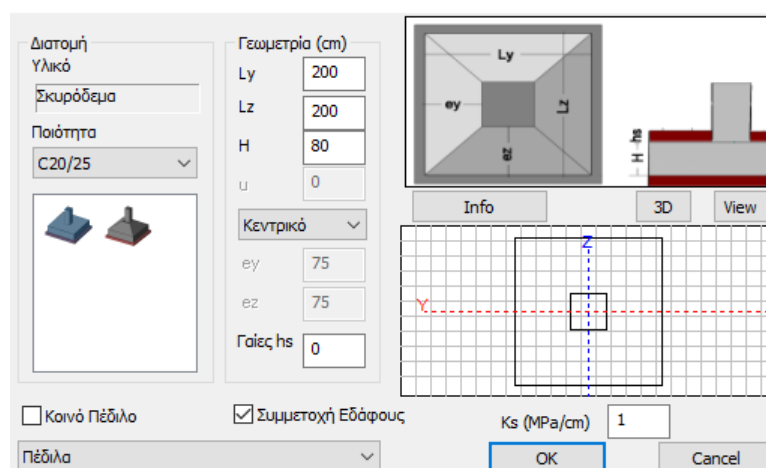 Διατομή
Υλικό
Σκυρόδεμα
Ποιότητα
C20/25
Γεωμετρία (cm)
Ly 200
Lz 200
H 80
u 0
Κεντρικό
ey 75
ez 75
Γαίες hs 0
Ly
ey
Lz
ez
H hs
Info
3D
View
Z
Y
Κοινό Πέδιλο
Συμμετοχή Εδάφους
Ks (MPa/cm) 1
Πέδιλα
OK
Cancel